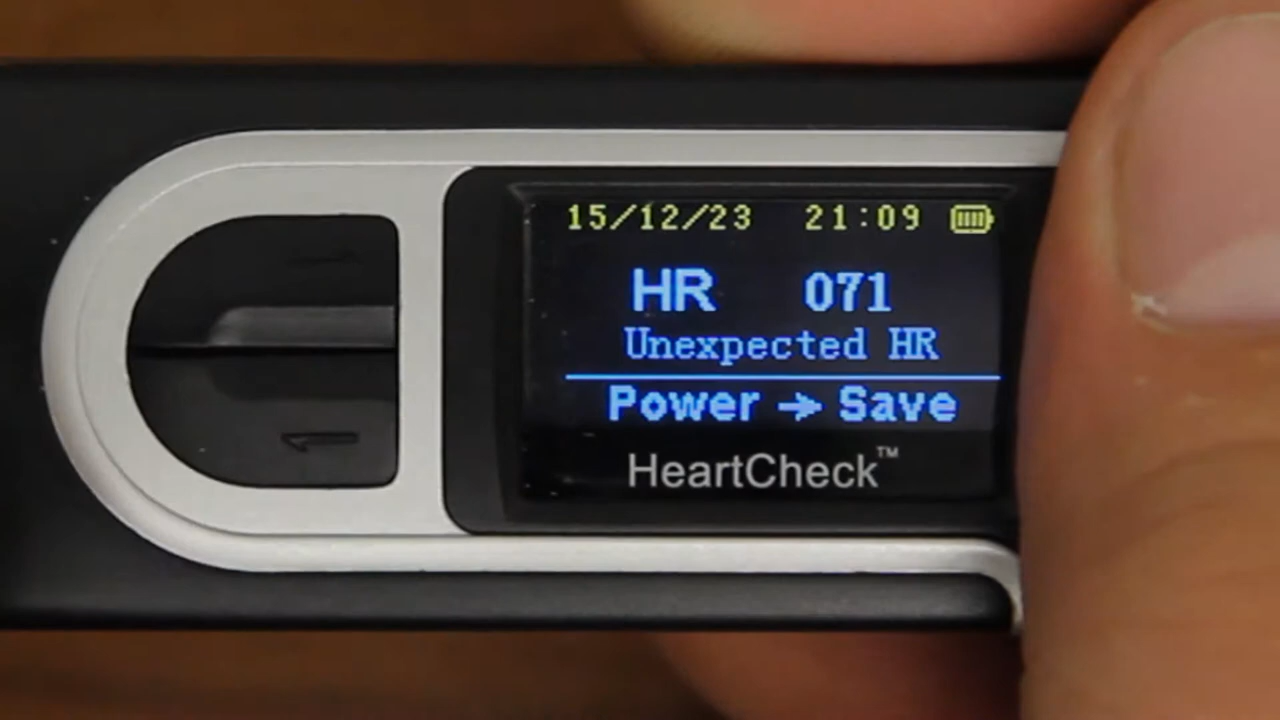 15/12/23 21:09
HR 071
Unexpected HR
Power → Save
HeartCheck™